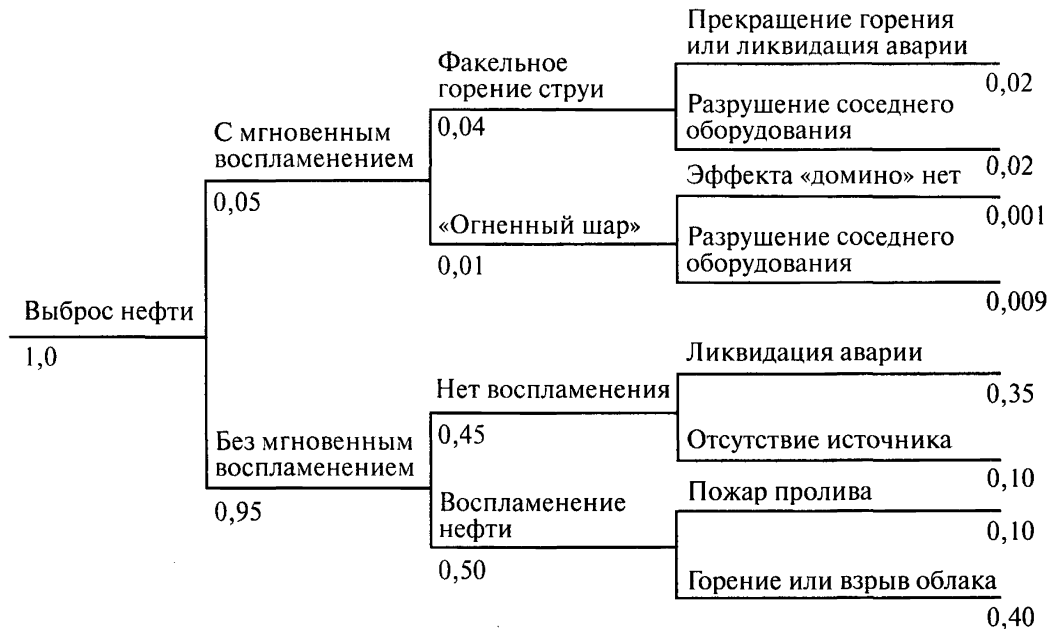 Прекращение горения
или ликвидация аварии
0,02
Факельное
горение струи
0,04
Разрушение соседнего
оборудования
0,02
С мгновенным
воспламенением
0,05
Эффекта «домино» нет
0,001
«Огненный шар»
0,01
Разрушение соседнего
оборудования
0,009
Выброс нефти
1,0
Ликвидация аварии
0,35
Нет воспламенения
0,45
Без мгновенным
воспламенением
0,95
Отсутствие источника
0,10
Воспламенение
нефти
0,50
Пожар пролива
0,10
Горение или взрыв облака
0,40